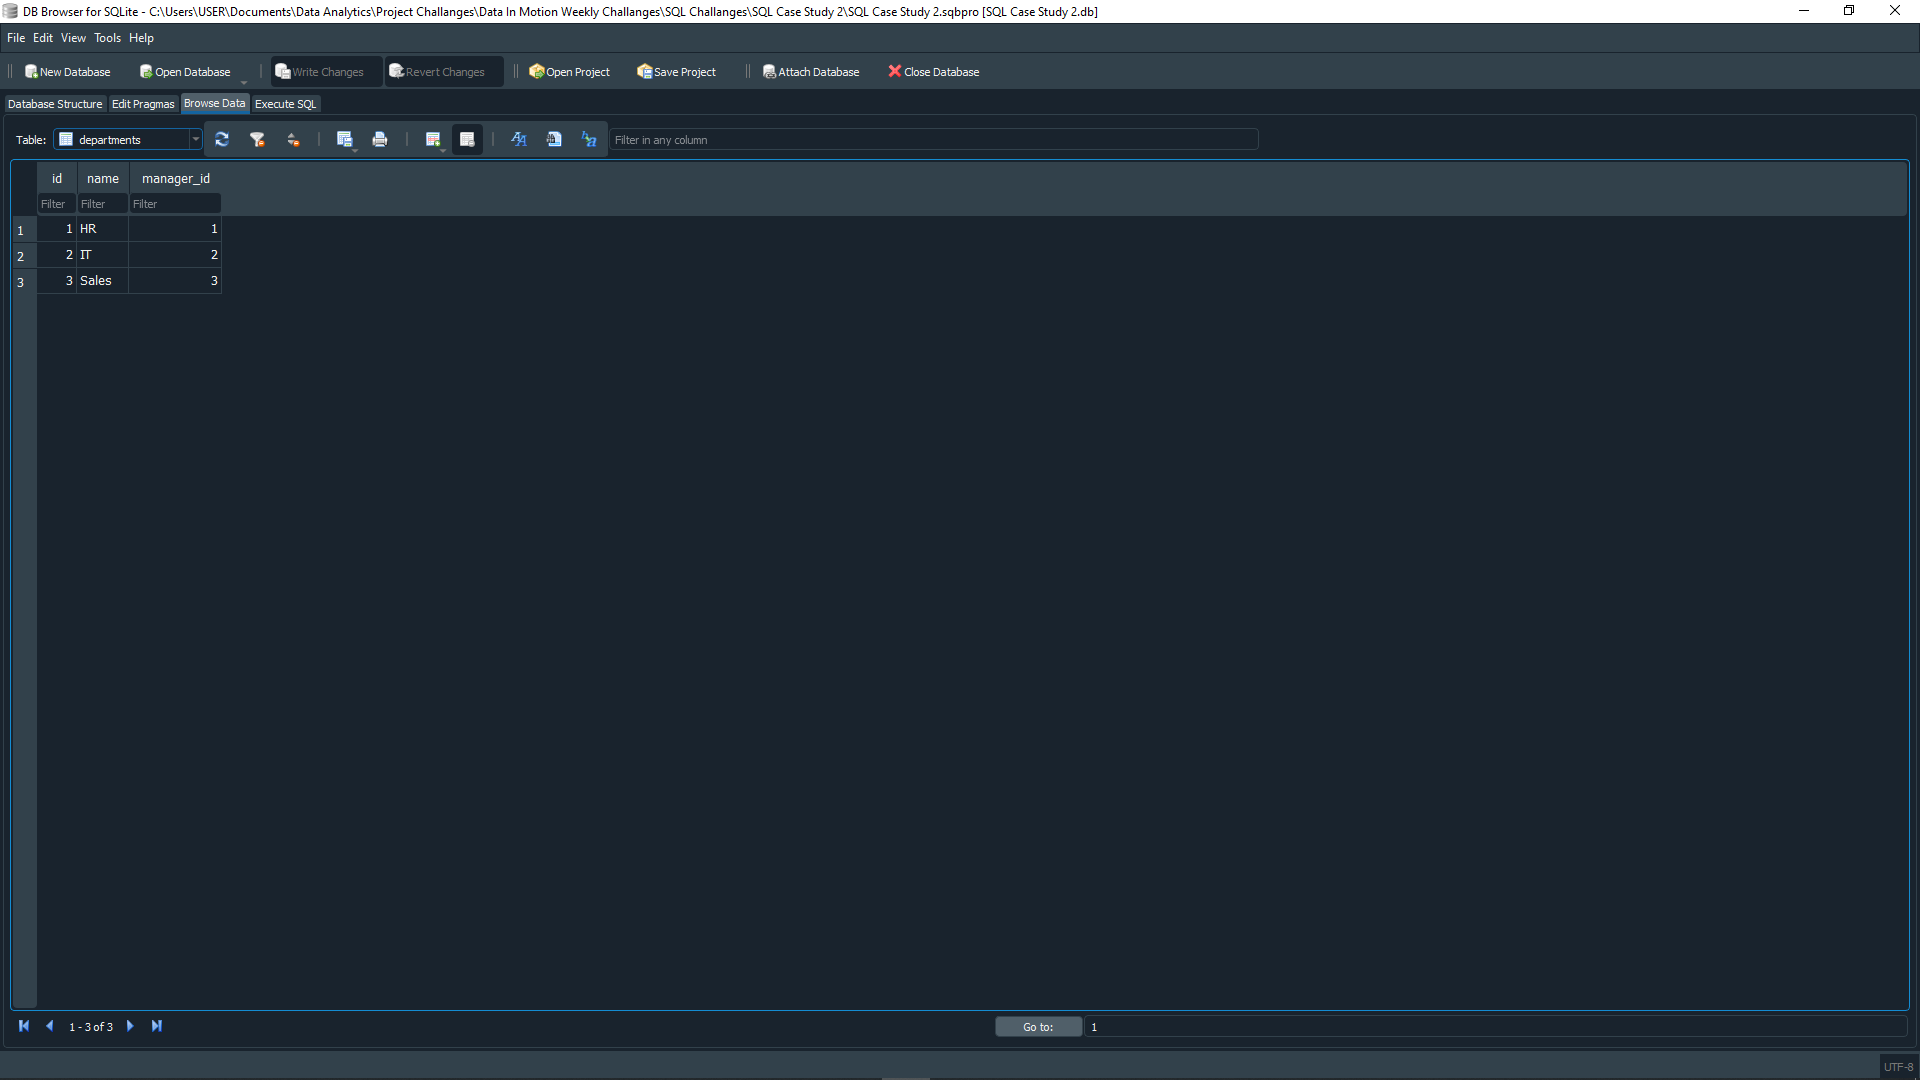 DB Browser for SQLite - C:\Users\USER\Documents\Data Analytics\Project Challanges\Data In Motion Weekly Challanges\SQL Challanges\SQL Case Study 2\SQL Case Study 2.sqbpro [SQL Case Study 2.db]
File Edit View Tools Help
New Database Open Database Write Changes Revert Changes Open Project Save Project Attach Database Close Database
Database Structure Edit Pragmas Browse Data Execute SQL
Table: departments Filter in any column
id name manager_id
Filter Filter Filter
1 1 HR 1
2 2 IT 2
3 3 Sales 3
1 - 3 of 3 Go to: 1
UTF-8